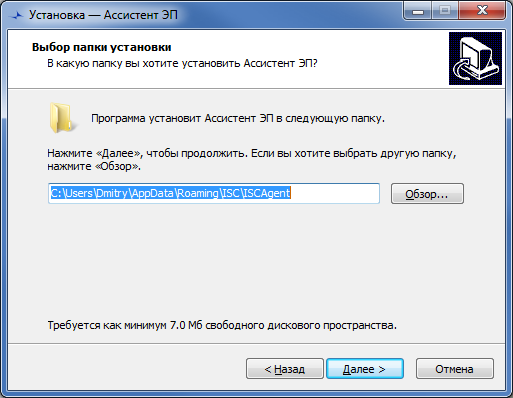 Установка — Ассистент ЭП
Выбор папки установки
В какую папку вы хотите установить Ассистент ЭП?
Программа установит Ассистент ЭП в следующую папку.
Нажмите «Далее», чтобы продолжить. Если вы хотите выбрать другую папку,
нажмите «Обзор».
C:\Users\Dmitry\AppData\Roaming\ISC\ISCAgent
Обзор...
Требуется как минимум 7.0 Мб свободного дискового пространства.
< Назад
Далее >
Отмена